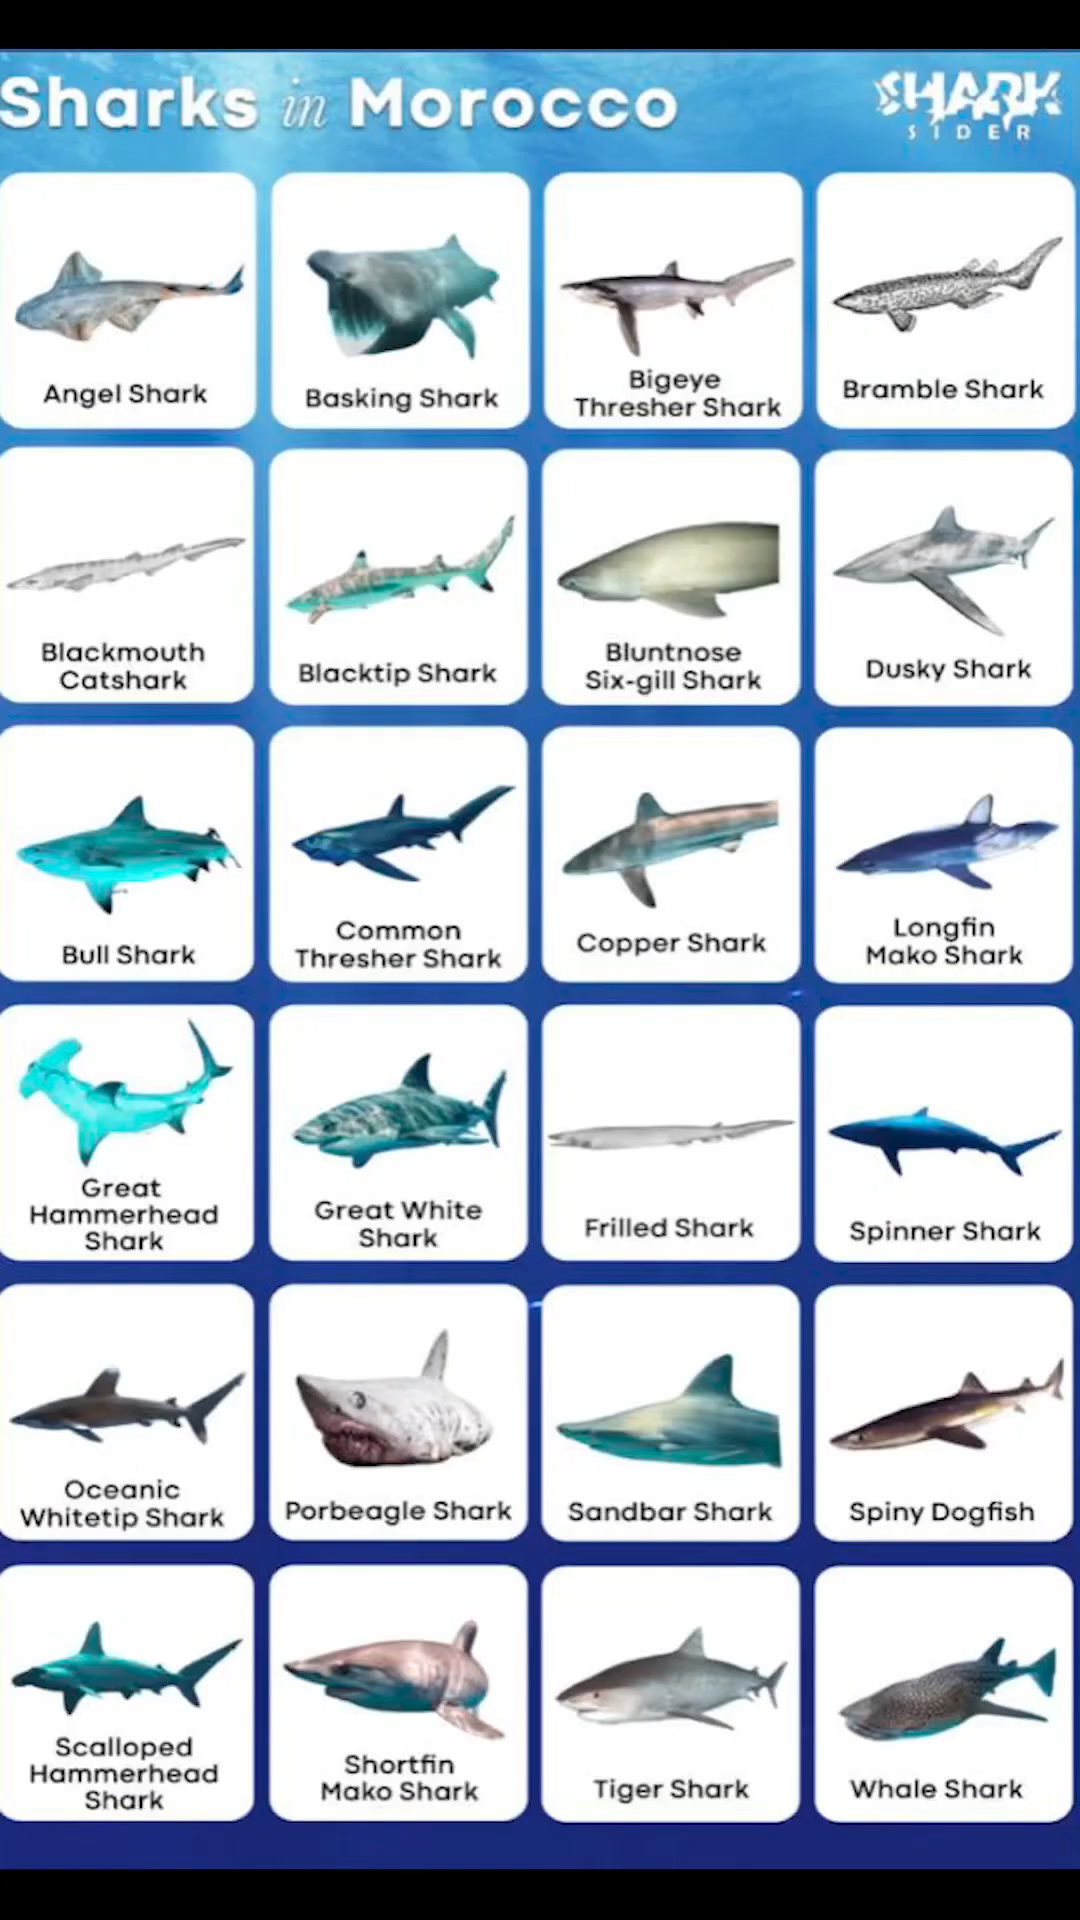 Sharks in Morocco
SHARK
SIDER
Angel Shark
Basking Shark
Bigeye
Thresher Shark
Bramble Shark
Blackmouth
Catshark
Blacktip Shark
Bluntnose
Six-gill Shark
Dusky Shark
Bull Shark
Common
Thresher Shark
Copper Shark
Longfin
Mako Shark
Great
Hammerhead
Shark
Great White
Shark
Frilled Shark
Spinner Shark
Oceanic
Whitetip Shark
Porbeagle Shark
Sandbar Shark
Spiny Dogfish
Scalloped
Hammerhead
Shark
Shortfin
Mako Shark
Tiger Shark
Whale Shark